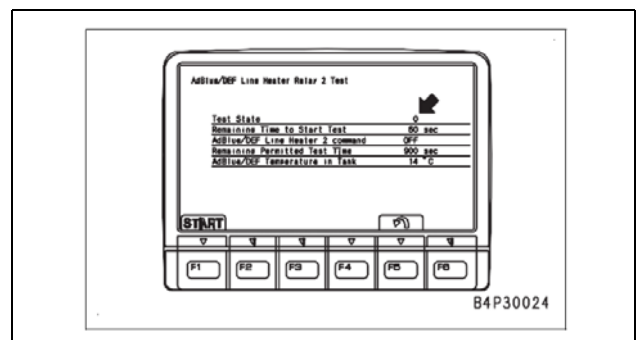 AdBlue/DEF Line Heater Relay 2 Test
Test State 0
Remaining Time to Start Test 60 sec
AdBlue/DEF Line Heater 2 command OFF
Remaining Permitted Test Time 900 sec
AdBlue/DEF Temperature in Tank 14 °C
START
F1 F2 F3 F4 F5 F6
B4P30024